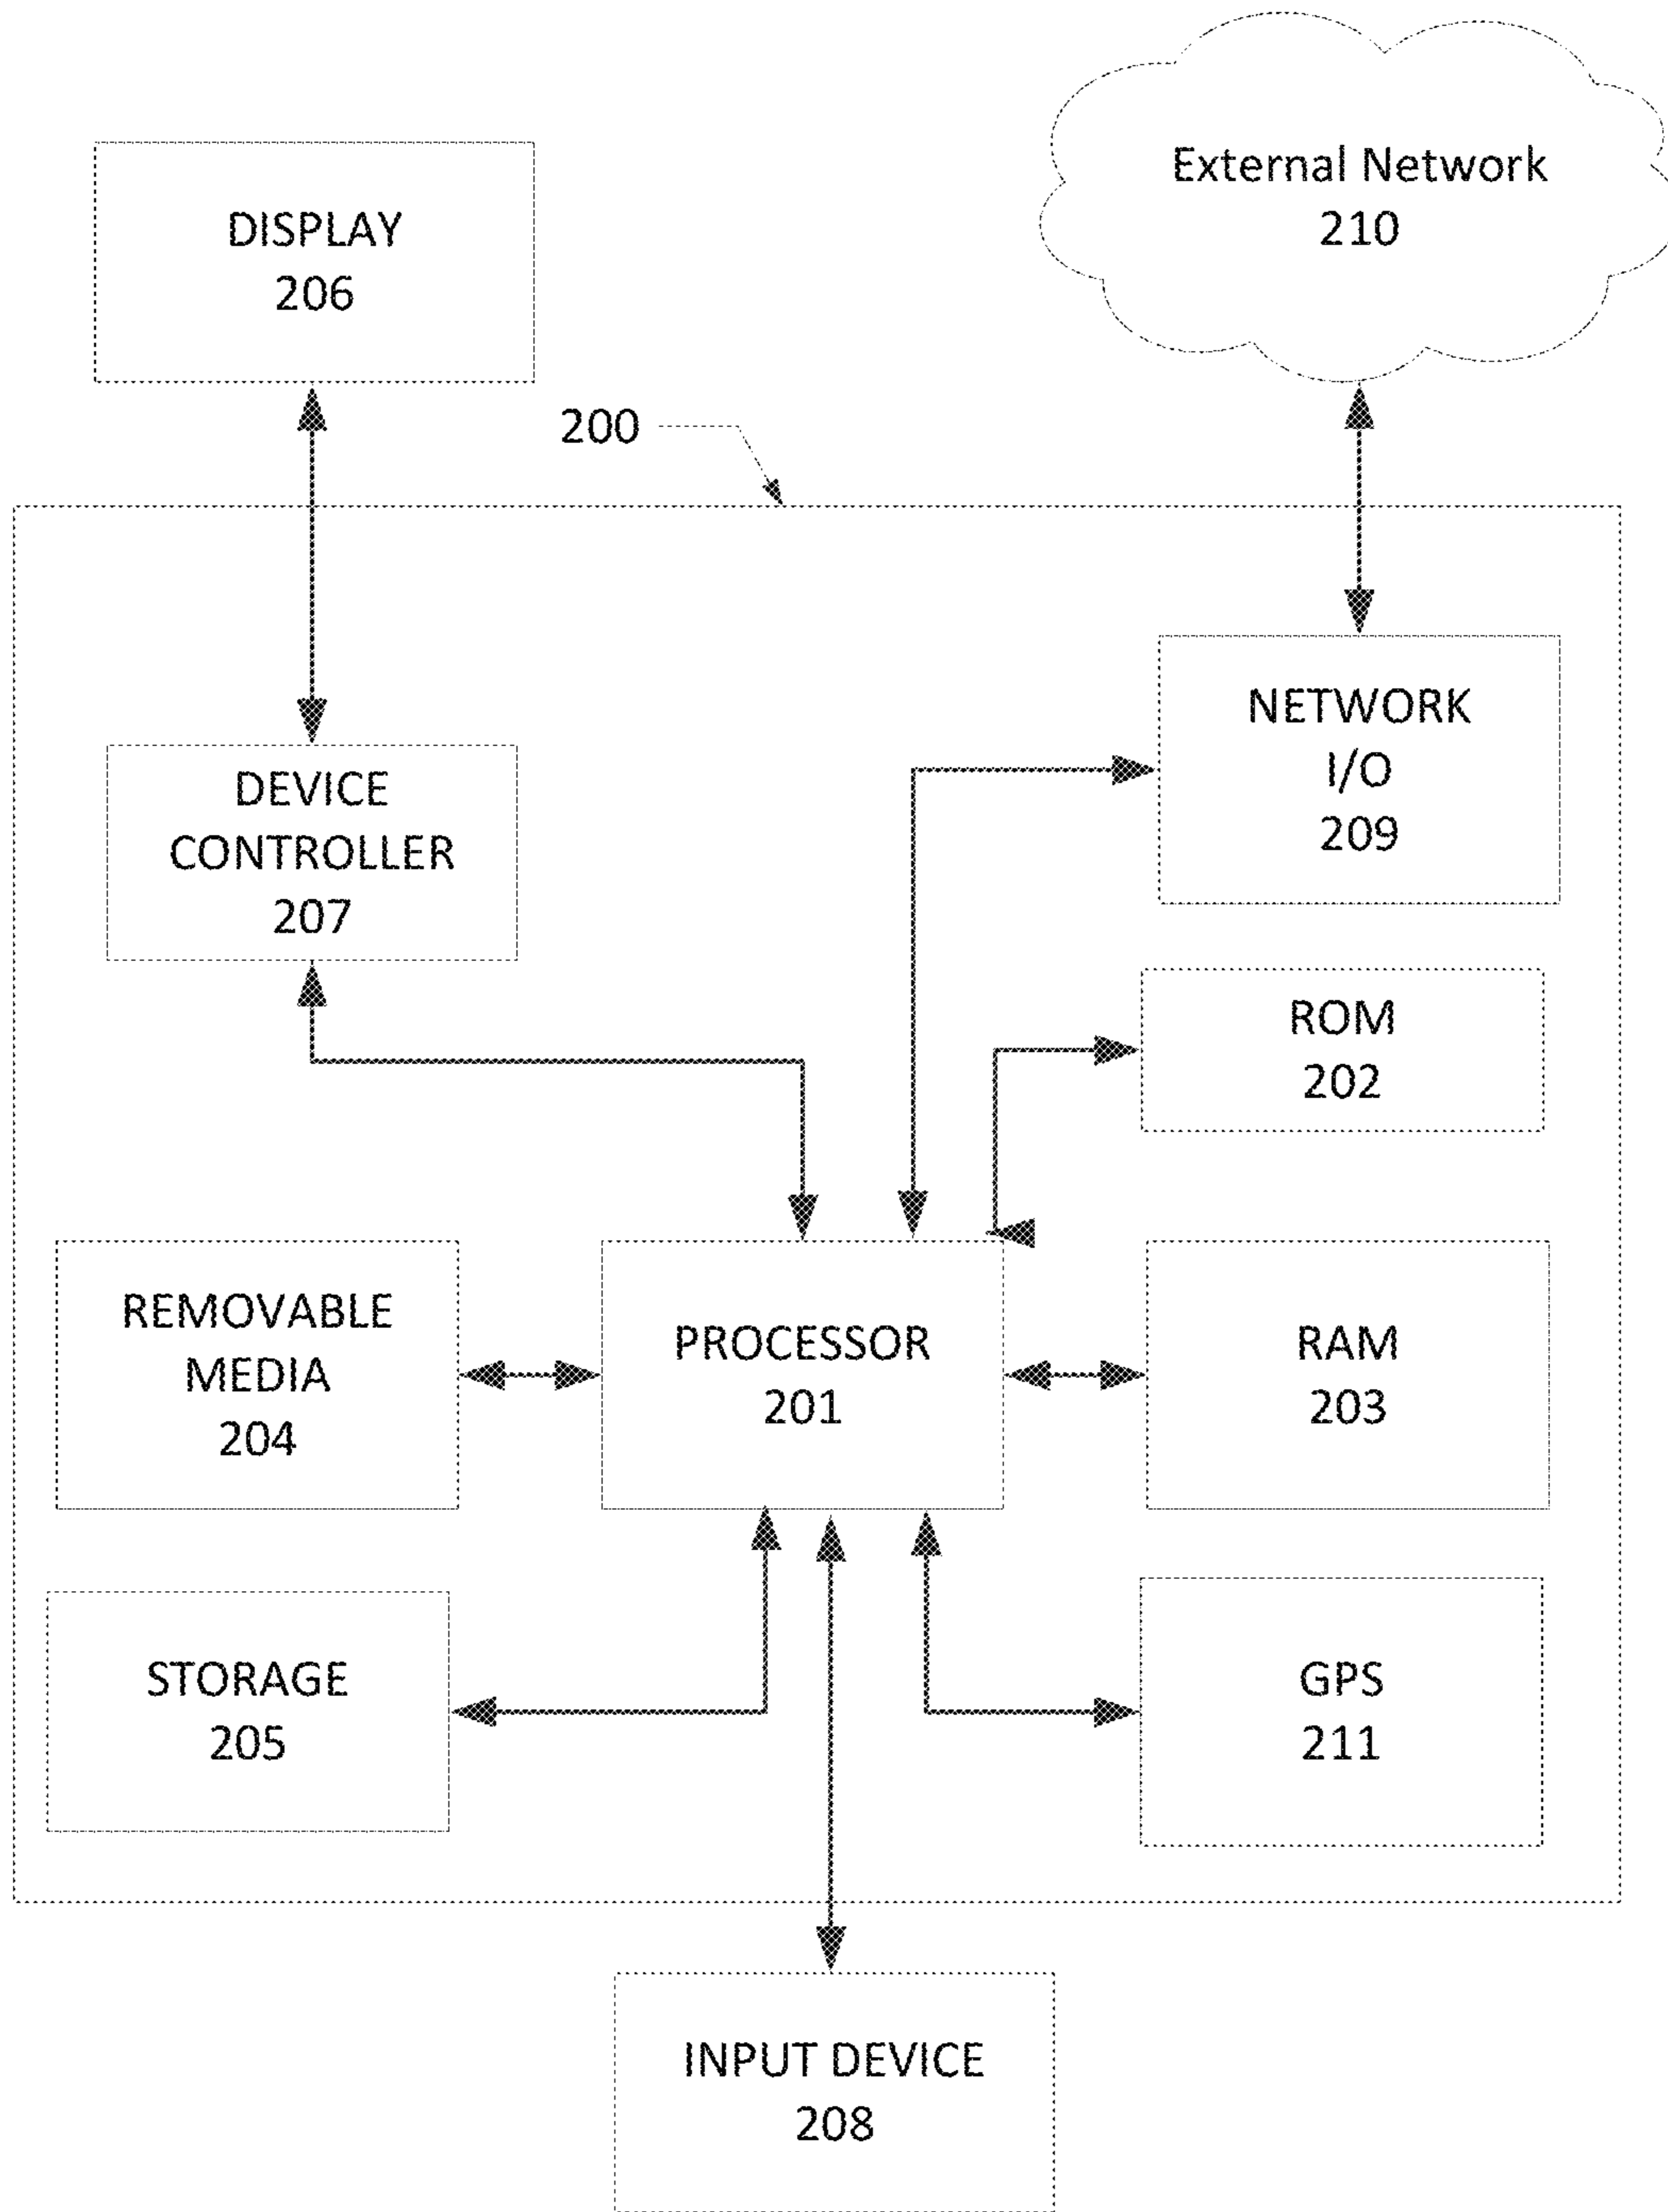 External Network
210
DISPLAY
206
200
NETWORK
I/O
209
DEVICE
CONTROLLER
207
ROM
202
REMOVABLE
MEDIA
204
PROCESSOR
201
RAM
203
STORAGE
205
GPS
211
INPUT DEVICE
208